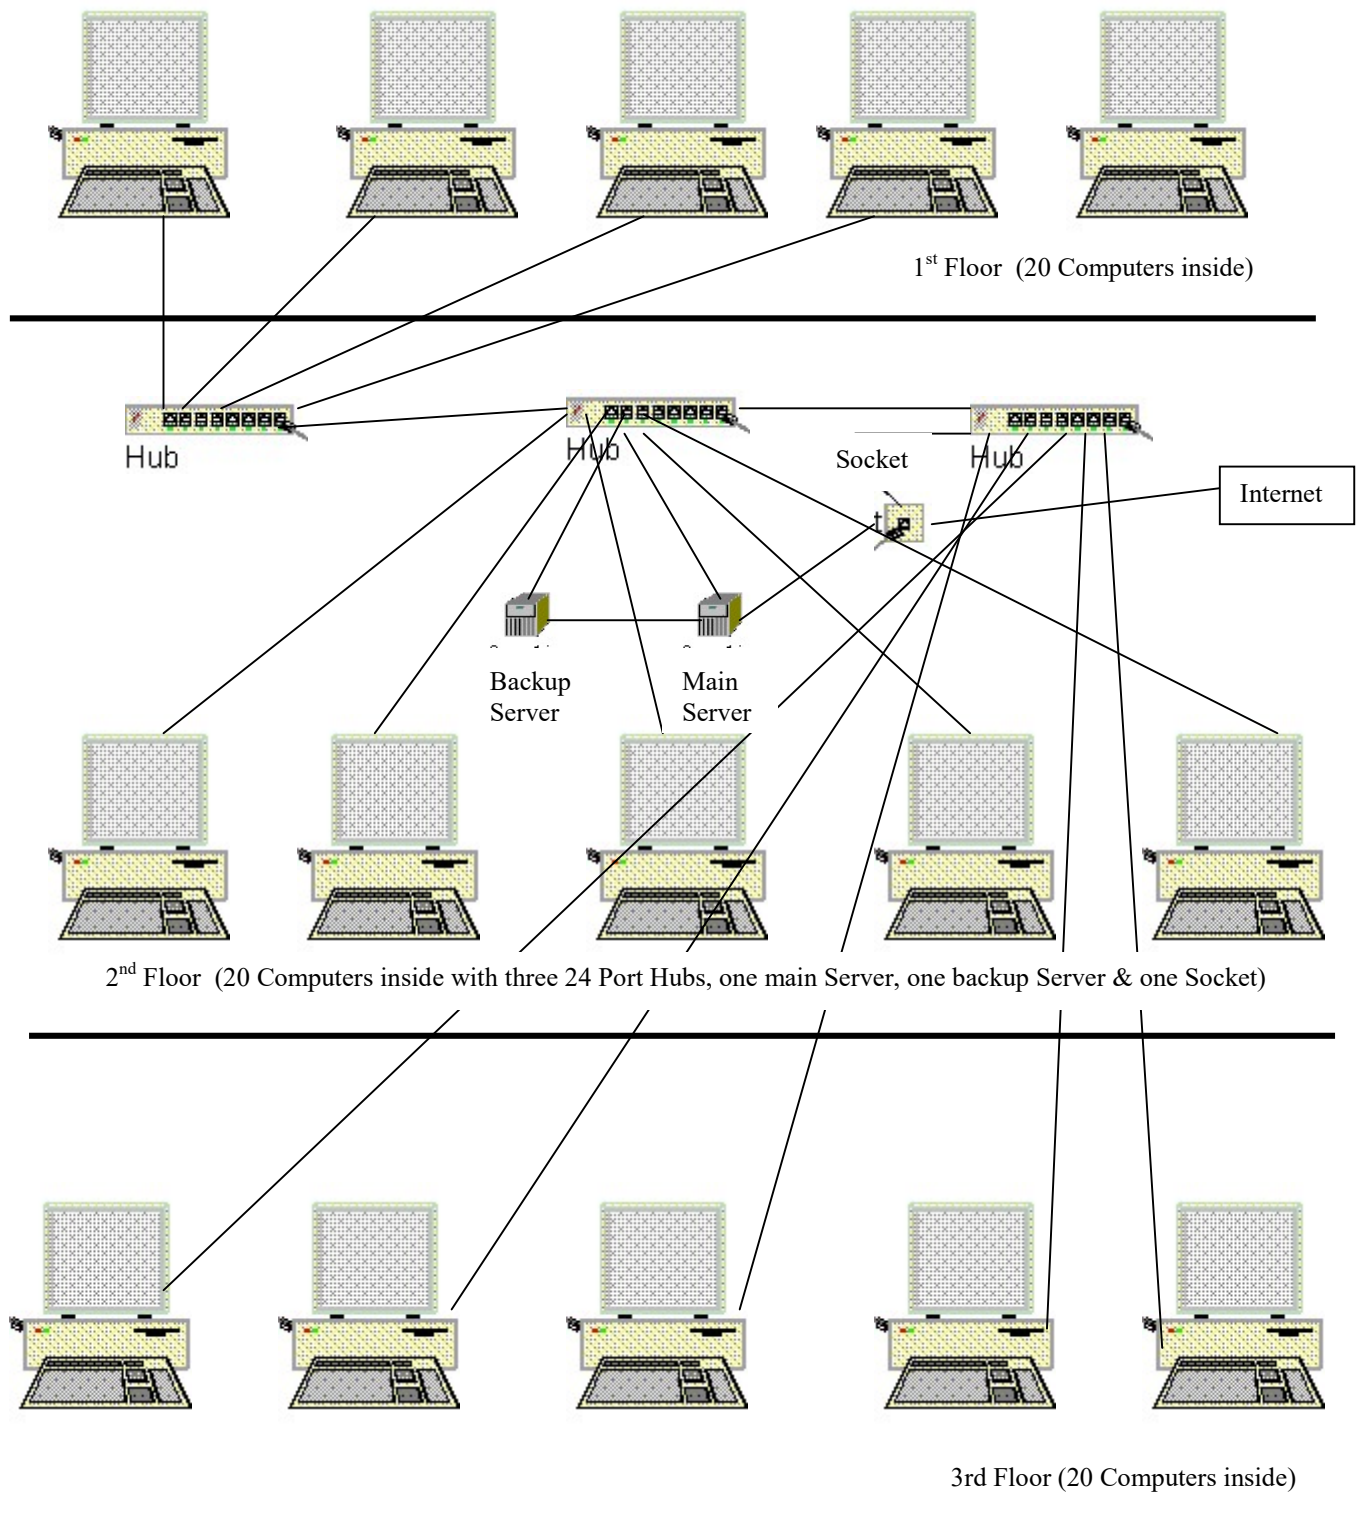 1st Floor (20 Computers inside)
Hub
Hub
Hub
Socket
t
Internet
Backup
Server
Main
Server
2nd Floor (20 Computers inside with three 24 Port Hubs, one main Server, one backup Server & one Socket)
3rd Floor (20 Computers inside)